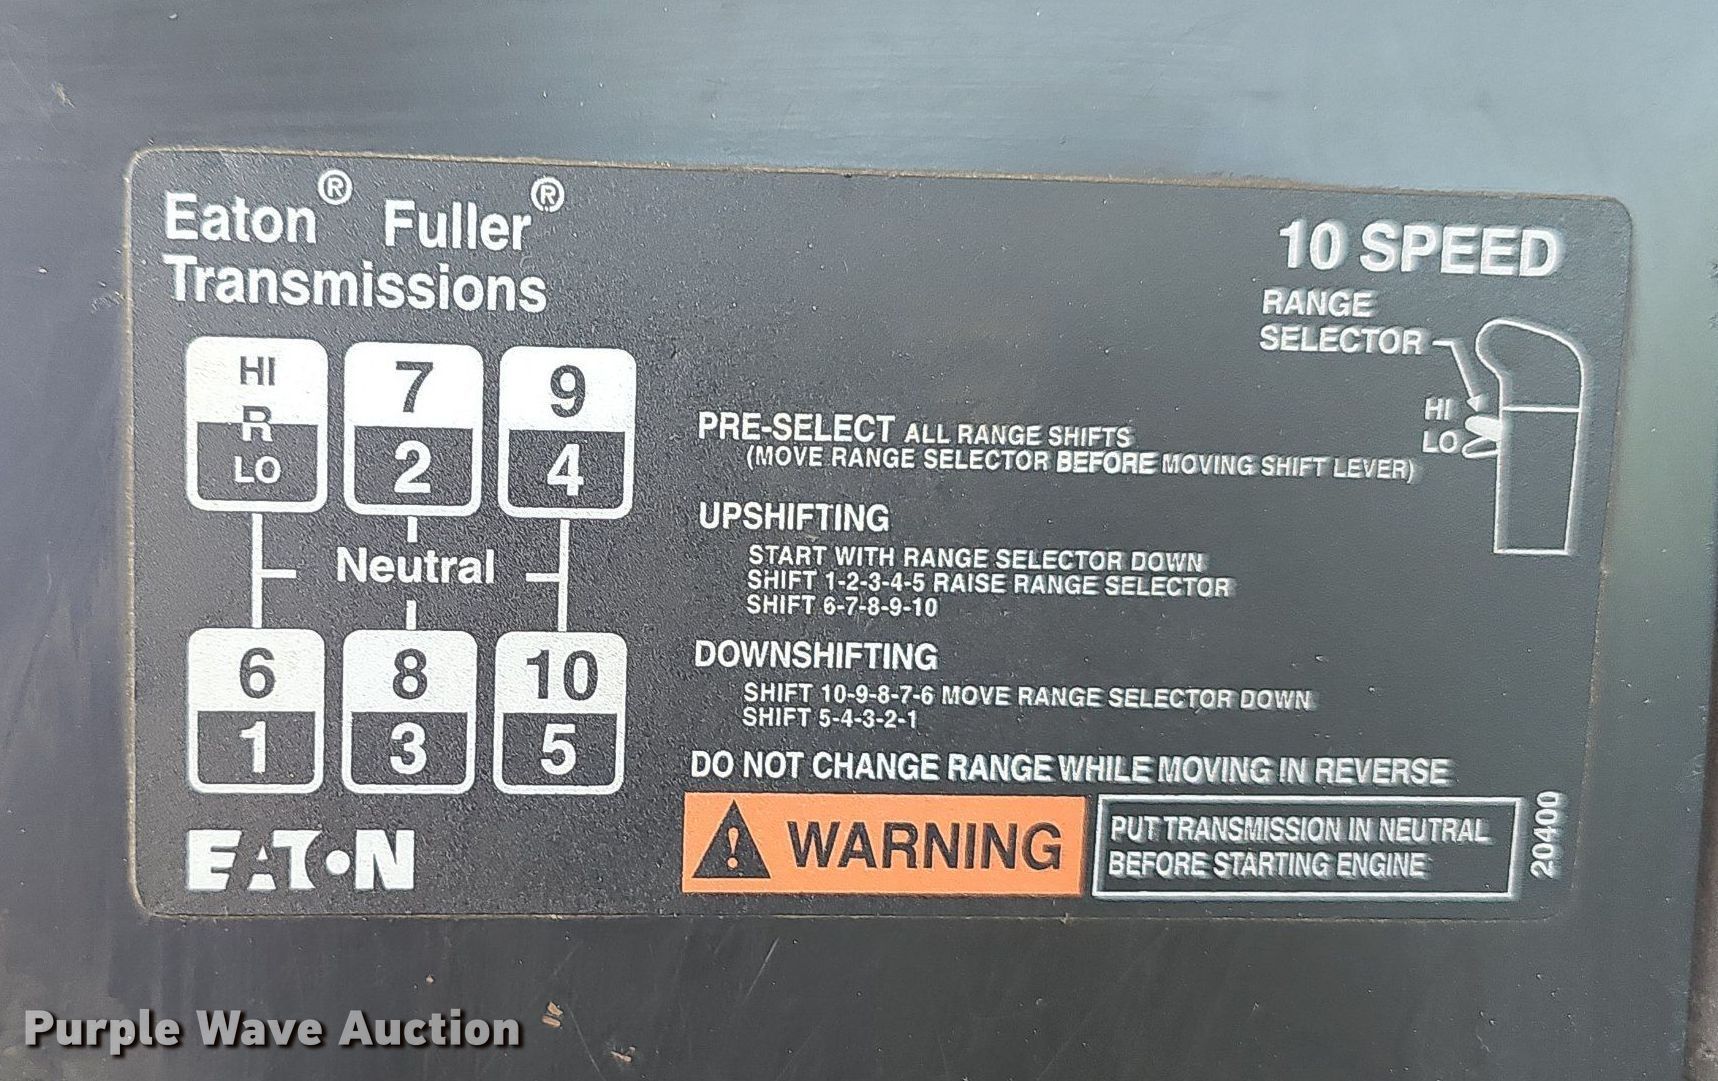 Eaton® Fuller®
Transmissions
10 SPEED
RANGE
SELECTOR
HI
LO
HI
R
LO
7
2
9
4
Neutral
6
1
8
3
10
5
PRE-SELECT ALL RANGE SHIFTS
(MOVE RANGE SELECTOR BEFORE MOVING SHIFT LEVER)
UPSHIFTING
START WITH RANGE SELECTOR DOWN
SHIFT 1-2-3-4-5 RAISE RANGE SELECTOR
SHIFT 6-7-8-9-10
DOWNSHIFTING
SHIFT 10-9-8-7-6 MOVE RANGE SELECTOR DOWN
SHIFT 5-4-3-2-1
DO NOT CHANGE RANGE WHILE MOVING IN REVERSE
WARNING
PUT TRANSMISSION IN NEUTRAL
BEFORE STARTING ENGINE
20400
EATON
Purple Wave Auction